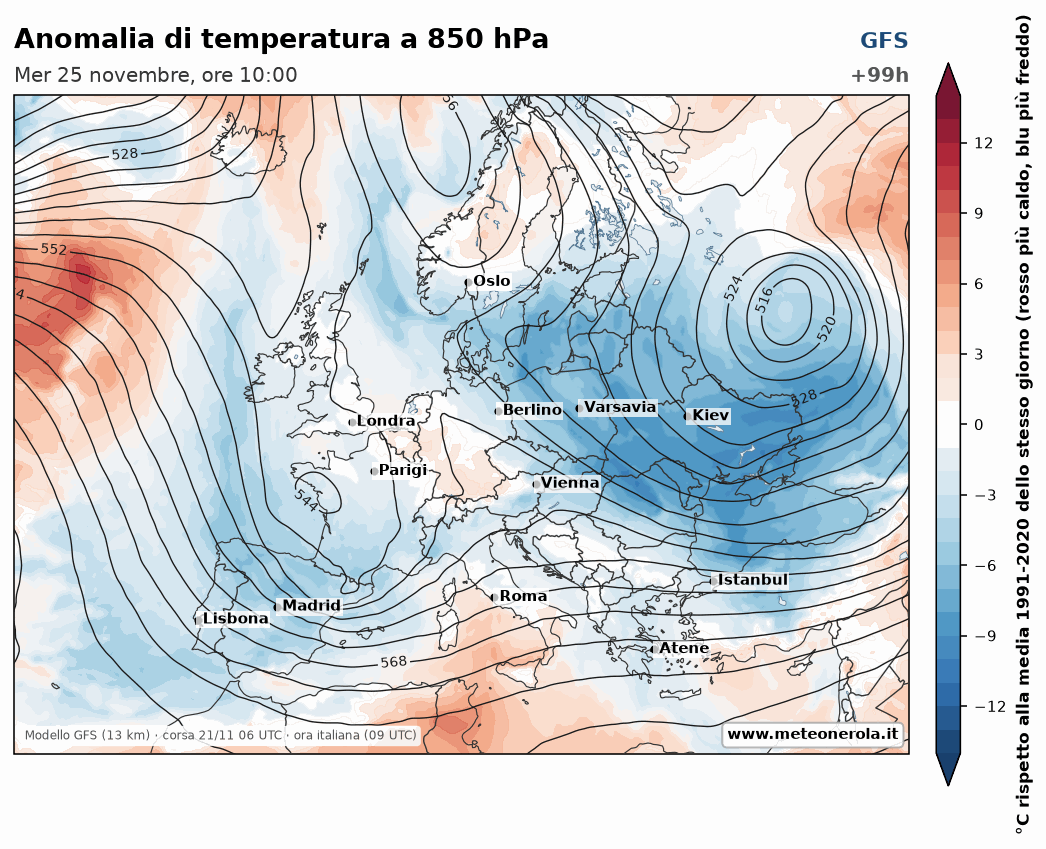 Anomalia di temperatura a 850 hPa
GFS
Mer 25 novembre, ore 10:00
+99h
528
552
4
56
Oslo
524
516
520
528
Londra
Berlino
Varsavia
Kiev
Parigi
Vienna
544
Istanbul
Madrid
Roma
Lisbona
Atene
568
Modello GFS (13 km) · corsa 21/11 06 UTC · ora italiana (09 UTC)
www.meteonerola.it
12
9
6
3
0
−3
−6
−9
−12
°C rispetto alla media 1991-2020 dello stesso giorno (rosso più caldo, blu più freddo)